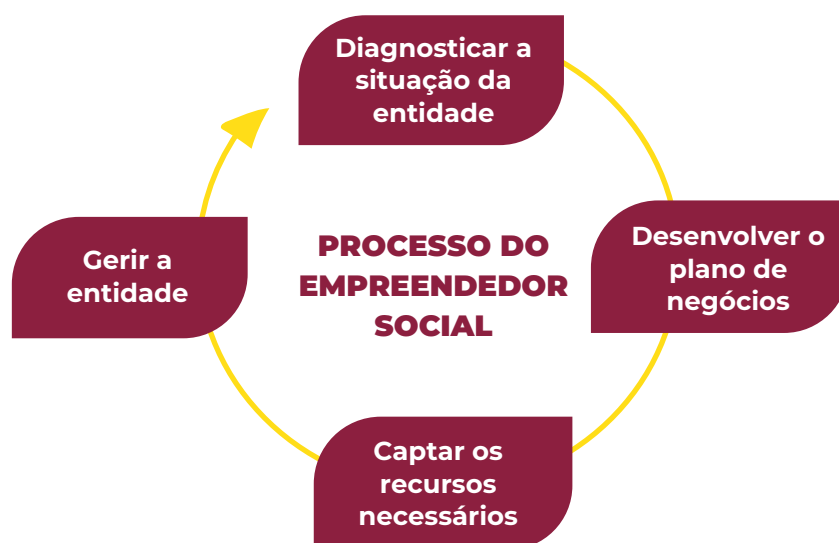 Diagnosticar a
situação da
entidade
Desenvolver o
plano de
negócios
Captar os
recursos
necessários
Gerir a
entidade
PROCESSO DO
EMPREENDEDOR
SOCIAL